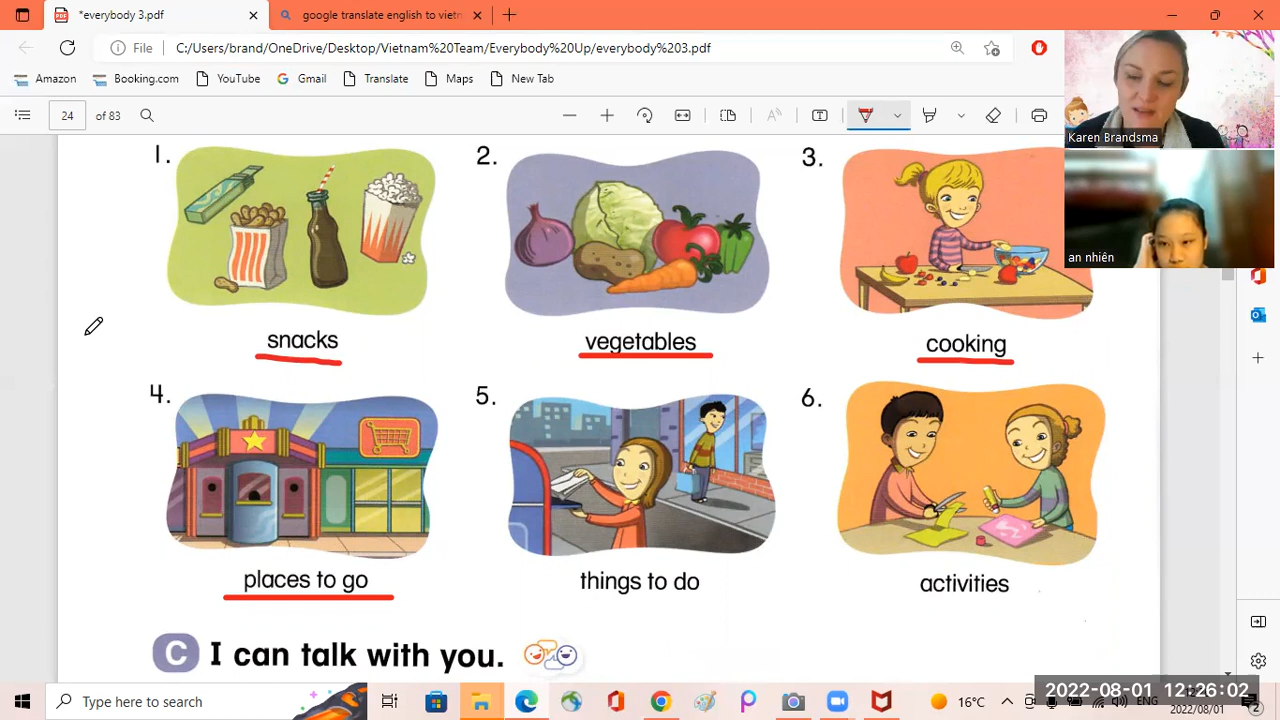 *everybody 3.pdf
google translate english to vietn
File
C:/Users/brand/OneDrive/Desktop/Vietnam%20Team/Everybody%20Up/everybody%203.pdf
Amazon
Booking.com
YouTube
Gmail
Translate
Maps
New Tab
24 of 83
Karen Brandsma
an nhiên
1.
snacks
2.
vegetables
3.
cooking
4.
places to go
5.
things to do
6.
activities
C I can talk with you.
Type here to search
16°C
ENG
2022-08-01 12:26:02
2022/08/01
2